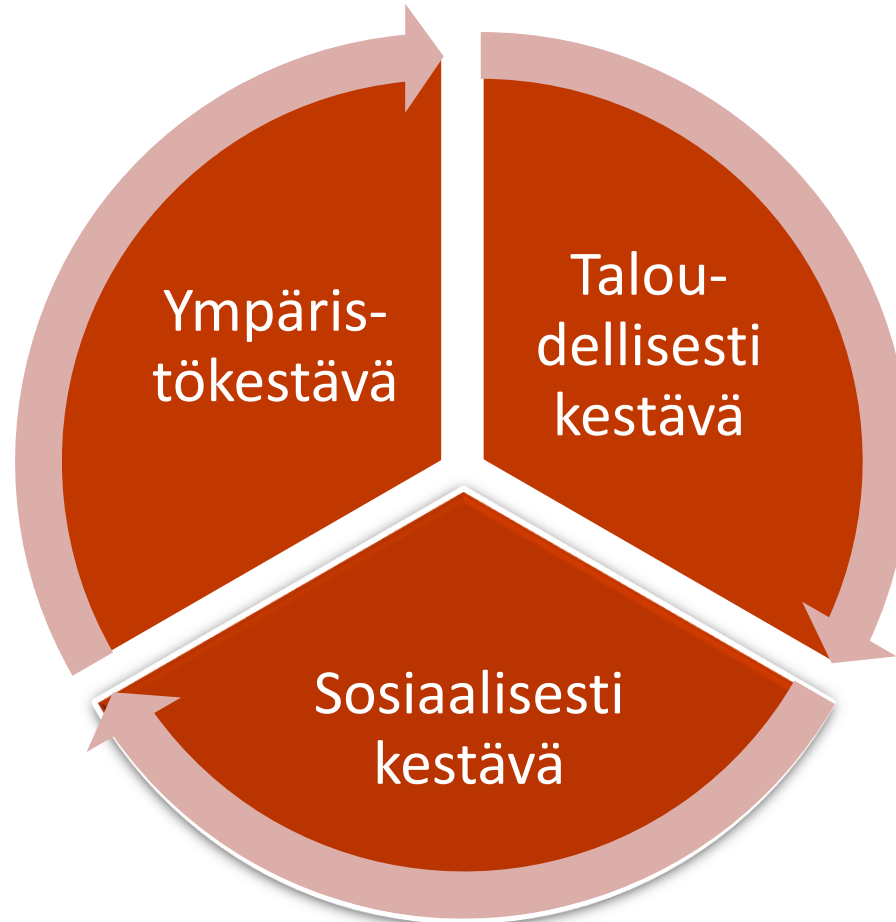 Ympäris-
tökestävä
Talou-
dellisesti
kestävä
Sosiaalisesti
kestävä